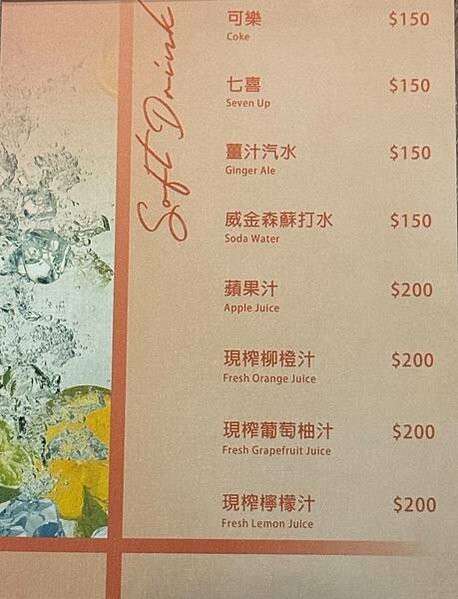 Soft Drink
可樂 $150
Coke
七喜 $150
Seven Up
薑汁汽水 $150
Ginger Ale
威金森蘇打水 $150
Soda Water
蘋果汁 $200
Apple Juice
現榨柳橙汁 $200
Fresh Orange Juice
現榨葡萄柚汁 $200
Fresh Grapefruit Juice
現榨檸檬汁 $200
Fresh Lemon Juice